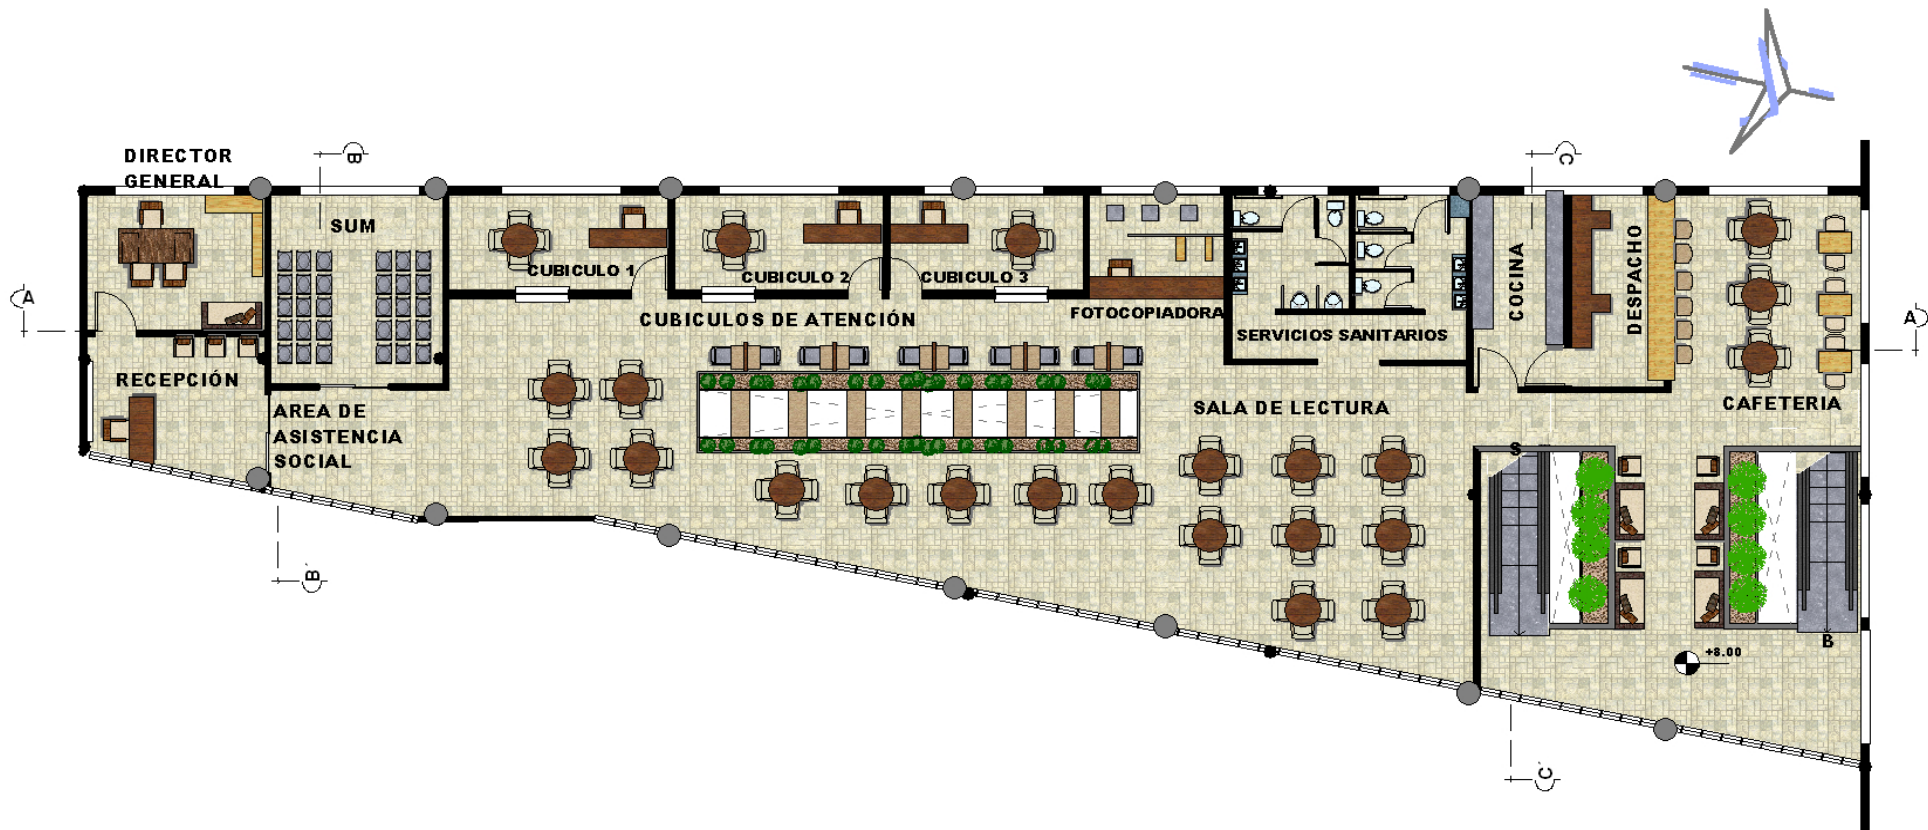 DIRECTOR
GENERAL
B
C
SUM
CUBICULO 1
CUBICULO 2
CUBICULO 3
COCINA
DESPACHO
A
A
CUBICULOS DE ATENCIÓN
FOTOCOPIADORA
SERVICIOS SANITARIOS
RECEPCIÓN
AREA DE
ASISTENCIA
SOCIAL
SALA DE LECTURA
CAFETERIA
S
B
+8.00
B'
C'